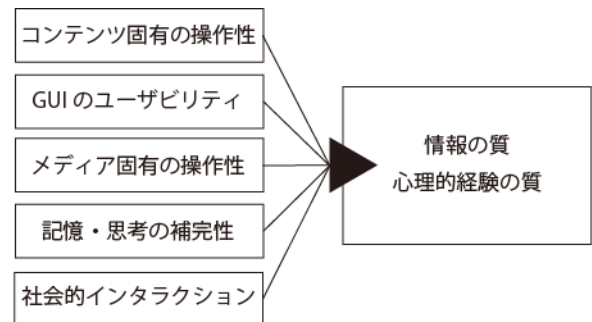 コンテンツ固有の操作性
GUIのユーザビリティ
メディア固有の操作性
記憶・思考の補完性
社会的インタラクション
情報の質
心理的経験の質